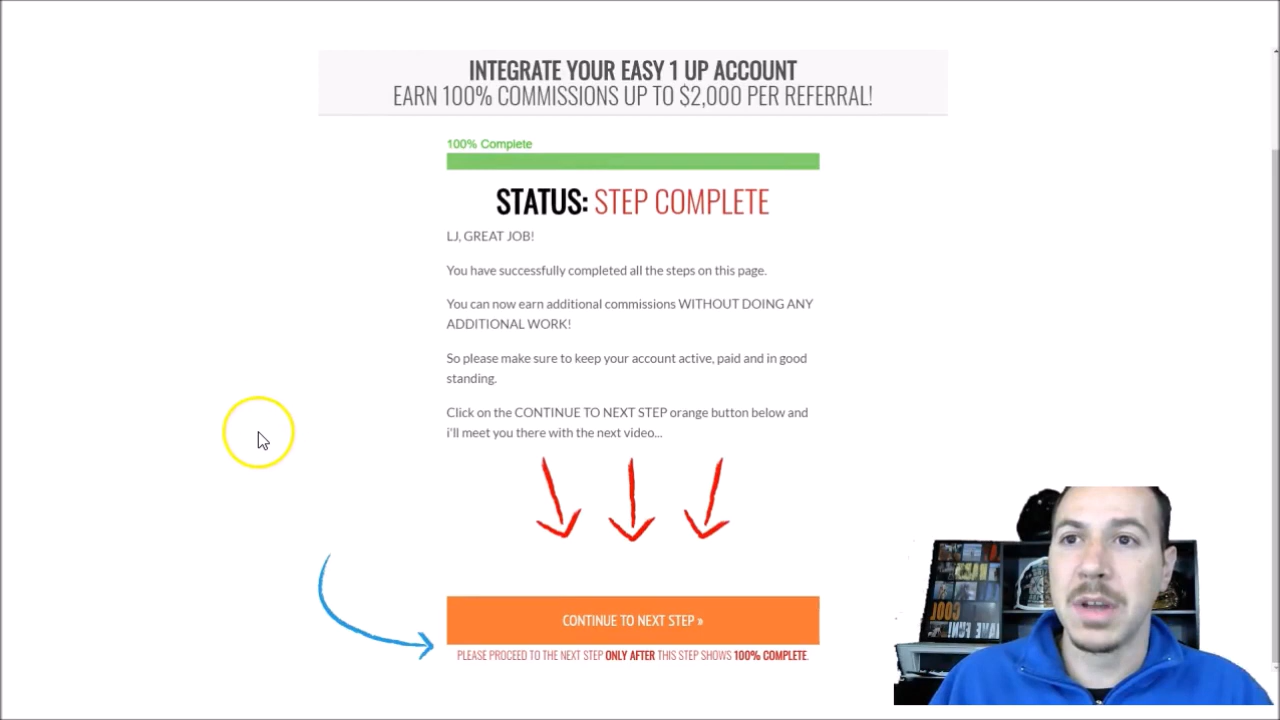 INTEGRATE YOUR EASY 1 UP ACCOUNT
EARN 100% COMMISSIONS UP TO $2,000 PER REFERRAL!
100% Complete
STATUS: STEP COMPLETE
LJ, GREAT JOB!
You have successfully completed all the steps on this page.
You can now earn additional commissions WITHOUT DOING ANY
ADDITIONAL WORK!
So please make sure to keep your account active, paid and in good
standing.
Click on the CONTINUE TO NEXT STEP orange button below and
i'll meet you there with the next video...
CONTINUE TO NEXT STEP »
PLEASE PROCEED TO THE NEXT STEP ONLY AFTER THIS STEP SHOWS 100% COMPLETE.
COOL
HAVE FUN!